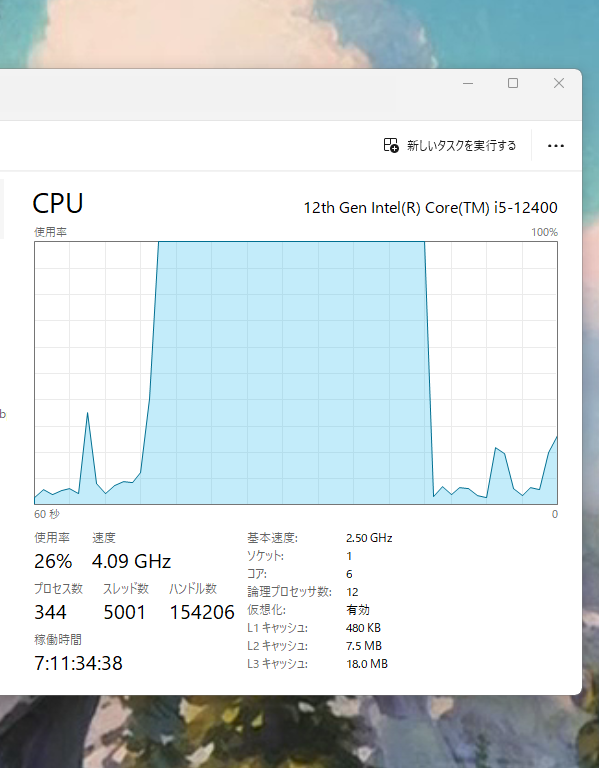 新しいタスクを実行する
CPU
12th Gen Intel(R) Core(TM) i5-12400
使用率
100%
b
60 秒
0
使用率 速度
26% 4.09 GHz
プロセス数 スレッド数 ハンドル数
344 5001 154206
稼働時間
7:11:34:38
基本速度: 2.50 GHz
ソケット: 1
コア: 6
論理プロセッサ数: 12
仮想化: 有効
L1 キャッシュ: 480 KB
L2 キャッシュ: 7.5 MB
L3 キャッシュ: 18.0 MB